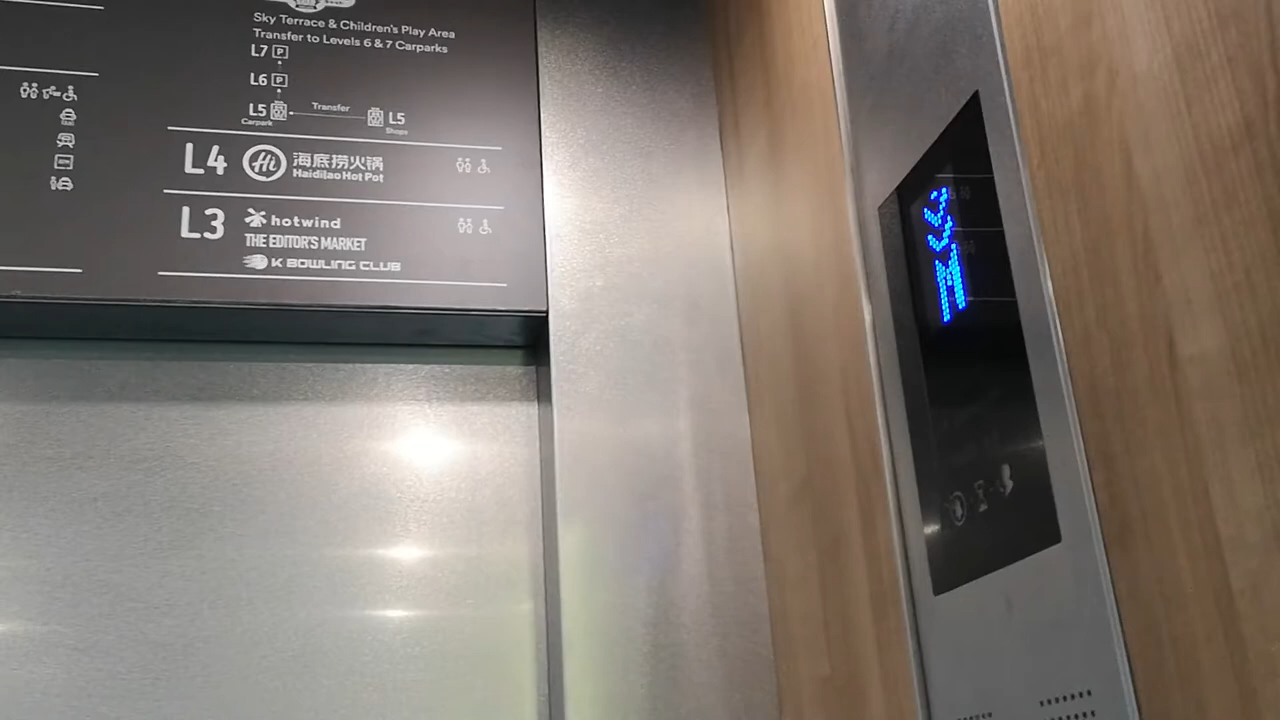 Sky Terrace & Children's Play Area
Transfer to Levels 6 & 7 Carparks
L7 P
L6 P
L5 Transfer L5
Carpark Shops
L4 Hi 海底捞火锅
Haidilao Hot Pot
L3 hotwind
THE EDITOR'S MARKET
K BOWLING CLUB
M